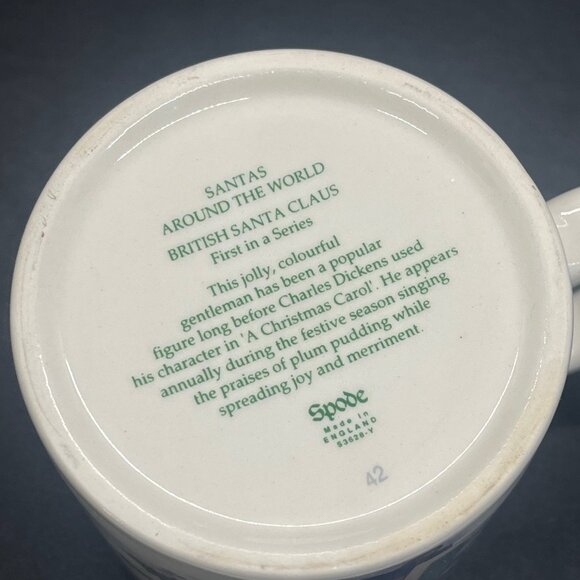 SANTAS
AROUND THE WORLD
BRITISH SANTA CLAUS
First in a Series
This jolly, colourful
gentleman has been a popular
figure long before Charles Dickens used
his character in 'A Christmas Carol'. He appears
annually during the festive season singing
the praises of plum pudding while
spreading joy and merriment.
Spode
Made in
ENGLAND
S3628-Y
42